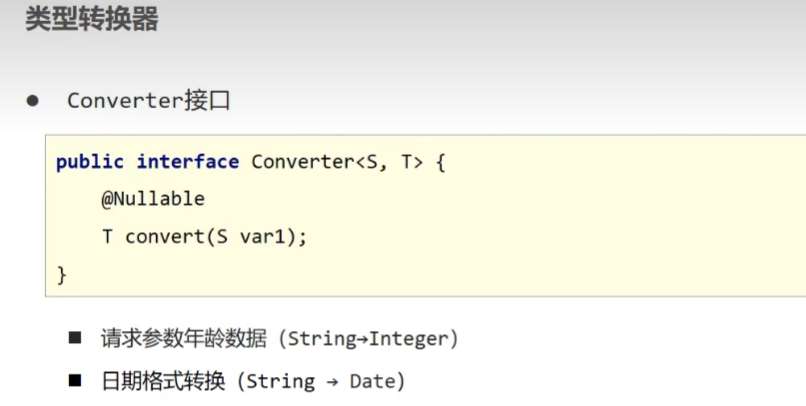 类型转换器
● Converter接口
public interface Converter<S, T> {
@Nullable
T convert(S var1);
}
■ 请求参数年龄数据（String→Integer）
■ 日期格式转换（String → Date）